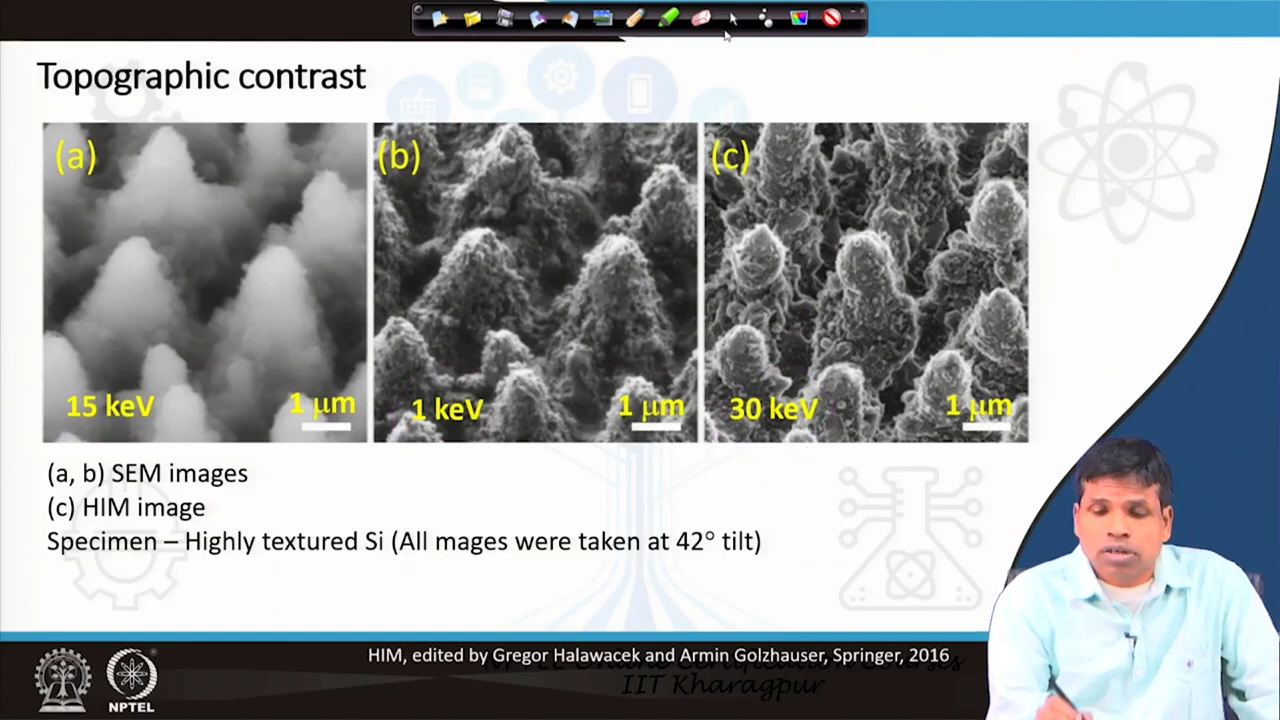 Topographic contrast
(a)
(b)
(c)
15 keV
1 µm
1 keV
1 µm
30 keV
1 µm
(a, b) SEM images
(c) HIM image
Specimen – Highly textured Si (All mages were taken at 42° tilt)
HIM, edited by Gregor Halawacek and Armin Golzhauser, Springer, 2016
IIT Kharagpur
NPTEL